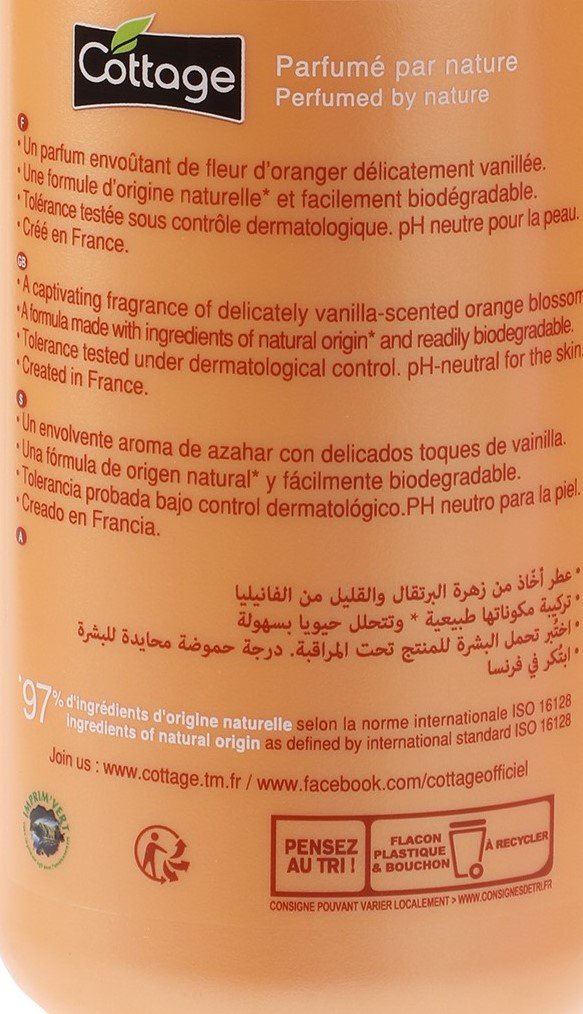 Cottage
Parfumé par nature
Perfumed by nature
F
• Un parfum envoûtant de fleur d'oranger délicatement vanillée.
• Une formule d'origine naturelle* et facilement biodégradable.
• Tolérance testée sous contrôle dermatologique. pH neutre pour la peau.
• Créé en France.
GB
• A captivating fragrance of delicately vanilla-scented orange blossom
• A formula made with ingredients of natural origin* and readily biodegradable.
• Tolerance tested under dermatological control. pH-neutral for the skin.
• Created in France.
S
• Un envolvente aroma de azahar con delicados toques de vainilla.
• Una fórmula de origen natural* y fácilmente biodegradable.
• Tolerancia probada bajo control dermatológico.PH neutro para la piel.
• Creado en Francia.
A
• عطر أخّاذ من زهرة البرتقال والقليل من الفانيليا
• تركيبة مكوناتها طبيعية * وتتحلل حيويا بسهولة
• اختُبر تحمل البشرة للمنتج تحت المراقبة. درجة حموضة محايدة للبشرة
• ابتُكر في فرنسا
*97% d'ingrédients d'origine naturelle selon la norme internationale ISO 16128
ingredients of natural origin as defined by international standard ISO 16128
Join us : www.cottage.tm.fr / www.facebook.com/cottageofficiel
IMPRIM'VERT
PENSEZ
AU TRI !
FLACON
PLASTIQUE
& BOUCHON
À RECYCLER
CONSIGNE POUVANT VARIER LOCALEMENT > WWW.CONSIGNESDETRI.FR